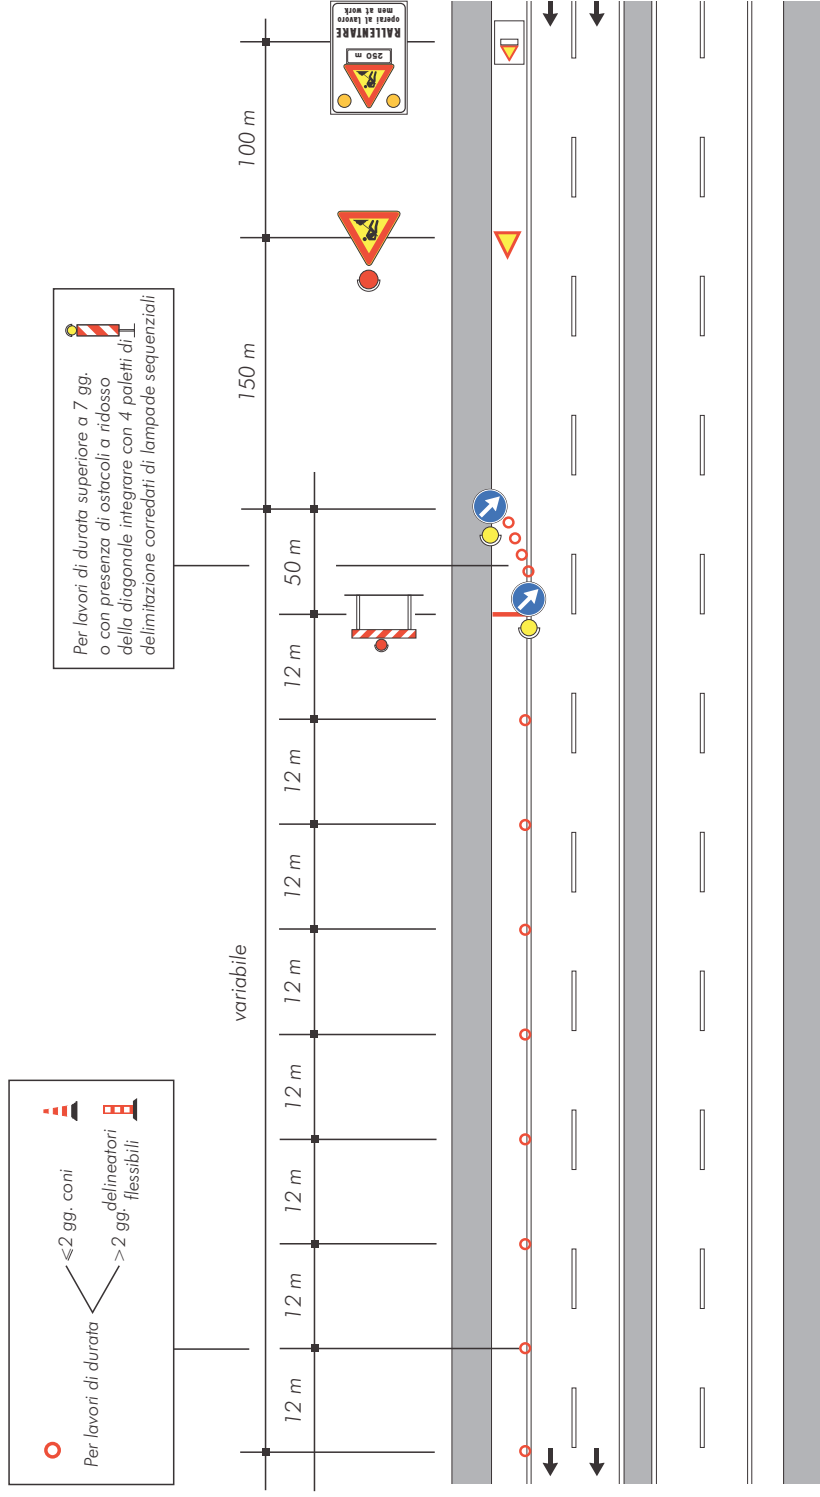 RALLENTARE
operai al lavoro
men at work
250 m
100 m
150 m
Per lavori di durata superiore a 7 gg.
o con presenza di ostacoli a ridosso
della diagonale integrare con 4 paletti di
delimitazione corredati di lampade sequenziali
50 m
12 m
12 m
12 m
12 m
12 m
12 m
12 m
12 m
variabile
Per lavori di durata
≤2 gg. coni
>2 gg. delineatori
flessibili